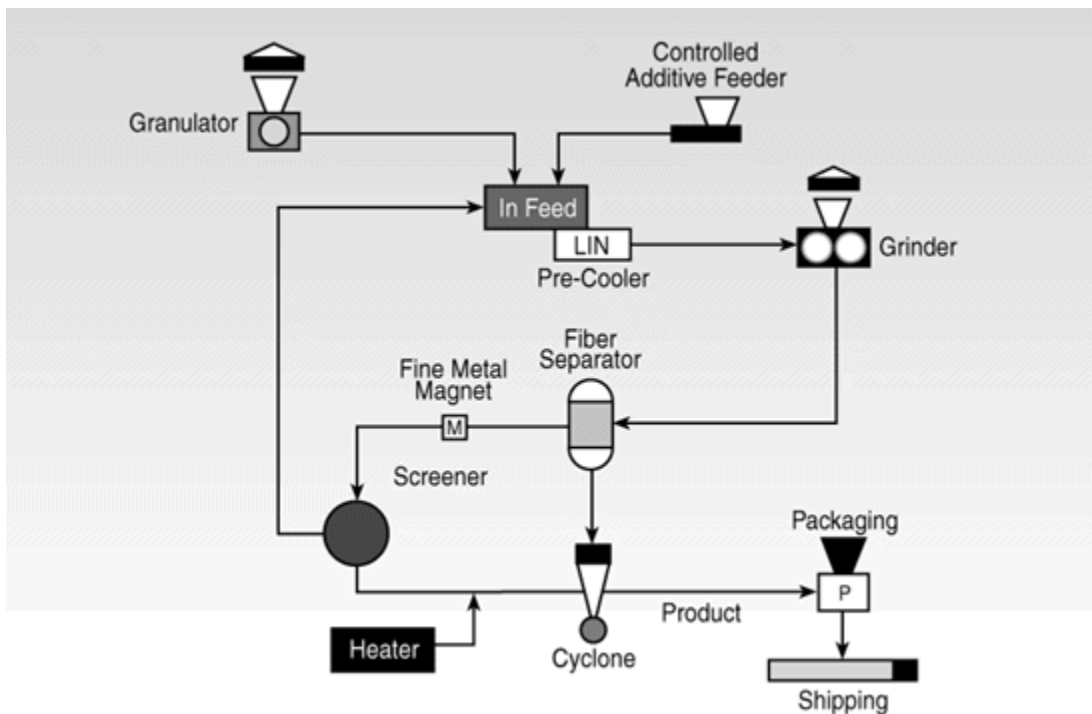 Controlled
Additive Feeder
Granulator
In Feed
LIN
Pre-Cooler
Grinder
Fiber
Separator
Fine Metal
Magnet
M
Screener
Packaging
P
Product
Heater
Cyclone
Shipping